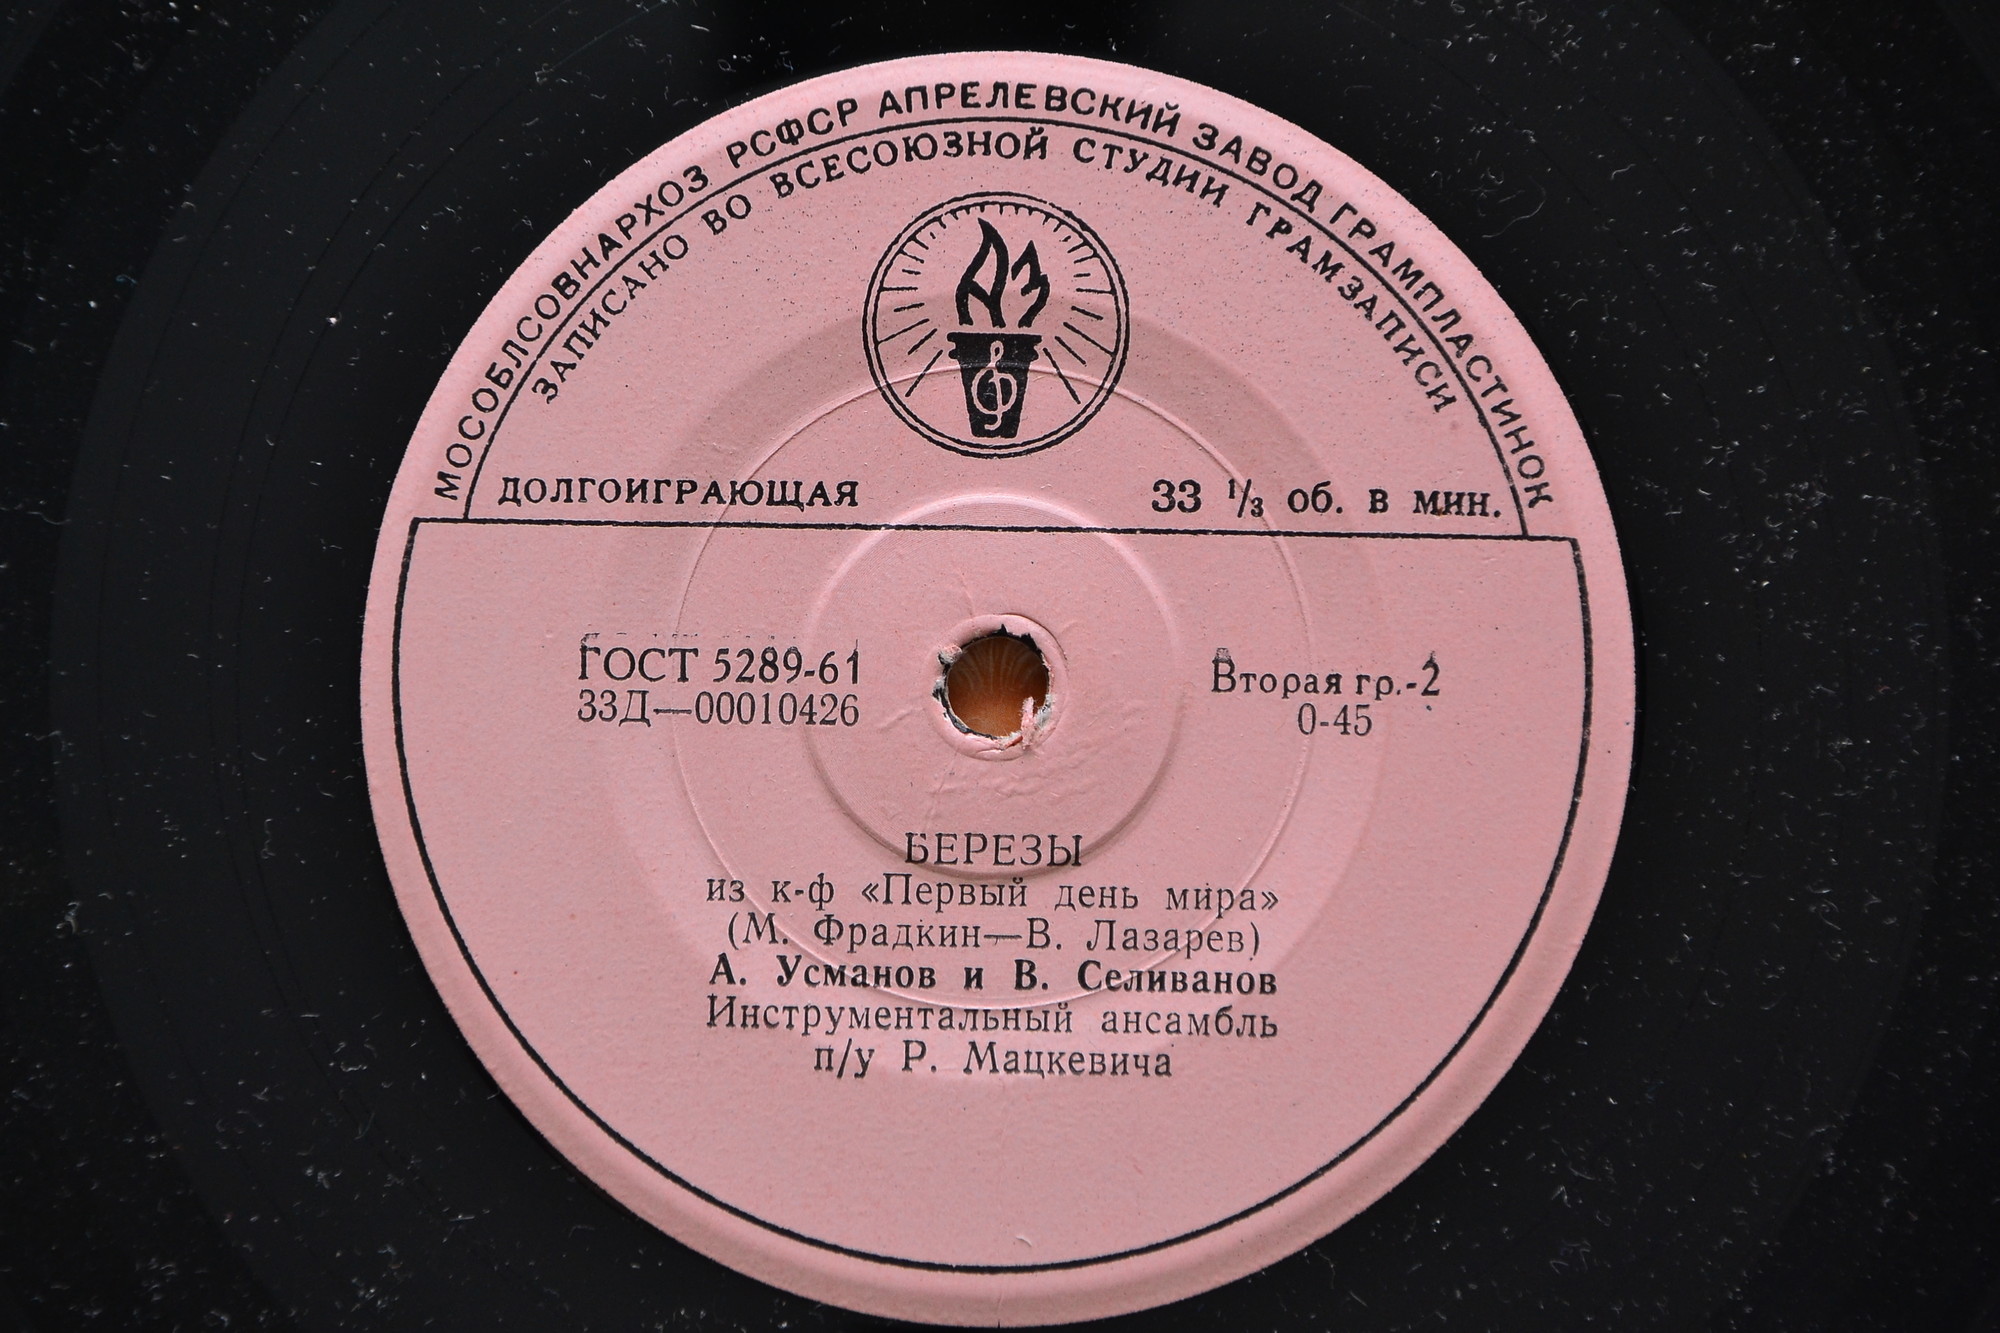 МОСОБЛСОВНАРХОЗ РСФСР АПРЕЛЕВСКИЙ ЗАВОД ГРАМПЛАСТИНОК
ЗАПИСАНО ВО ВСЕСОЮЗНОЙ СТУДИИ ГРАМЗАПИСИ
АЗ
ДОЛГОИГРАЮЩАЯ 33 1/3 об. в мин.
ГОСТ 5289-61 Вторая гр.-2
33Д—00010426 0-45
БЕРЕЗЫ
из к-ф «Первый день мира»
(М. Фрадкин—В. Лазарев)
А. Усманов и В. Селиванов
Инструментальный ансамбль
п/у Р. Мацкевича